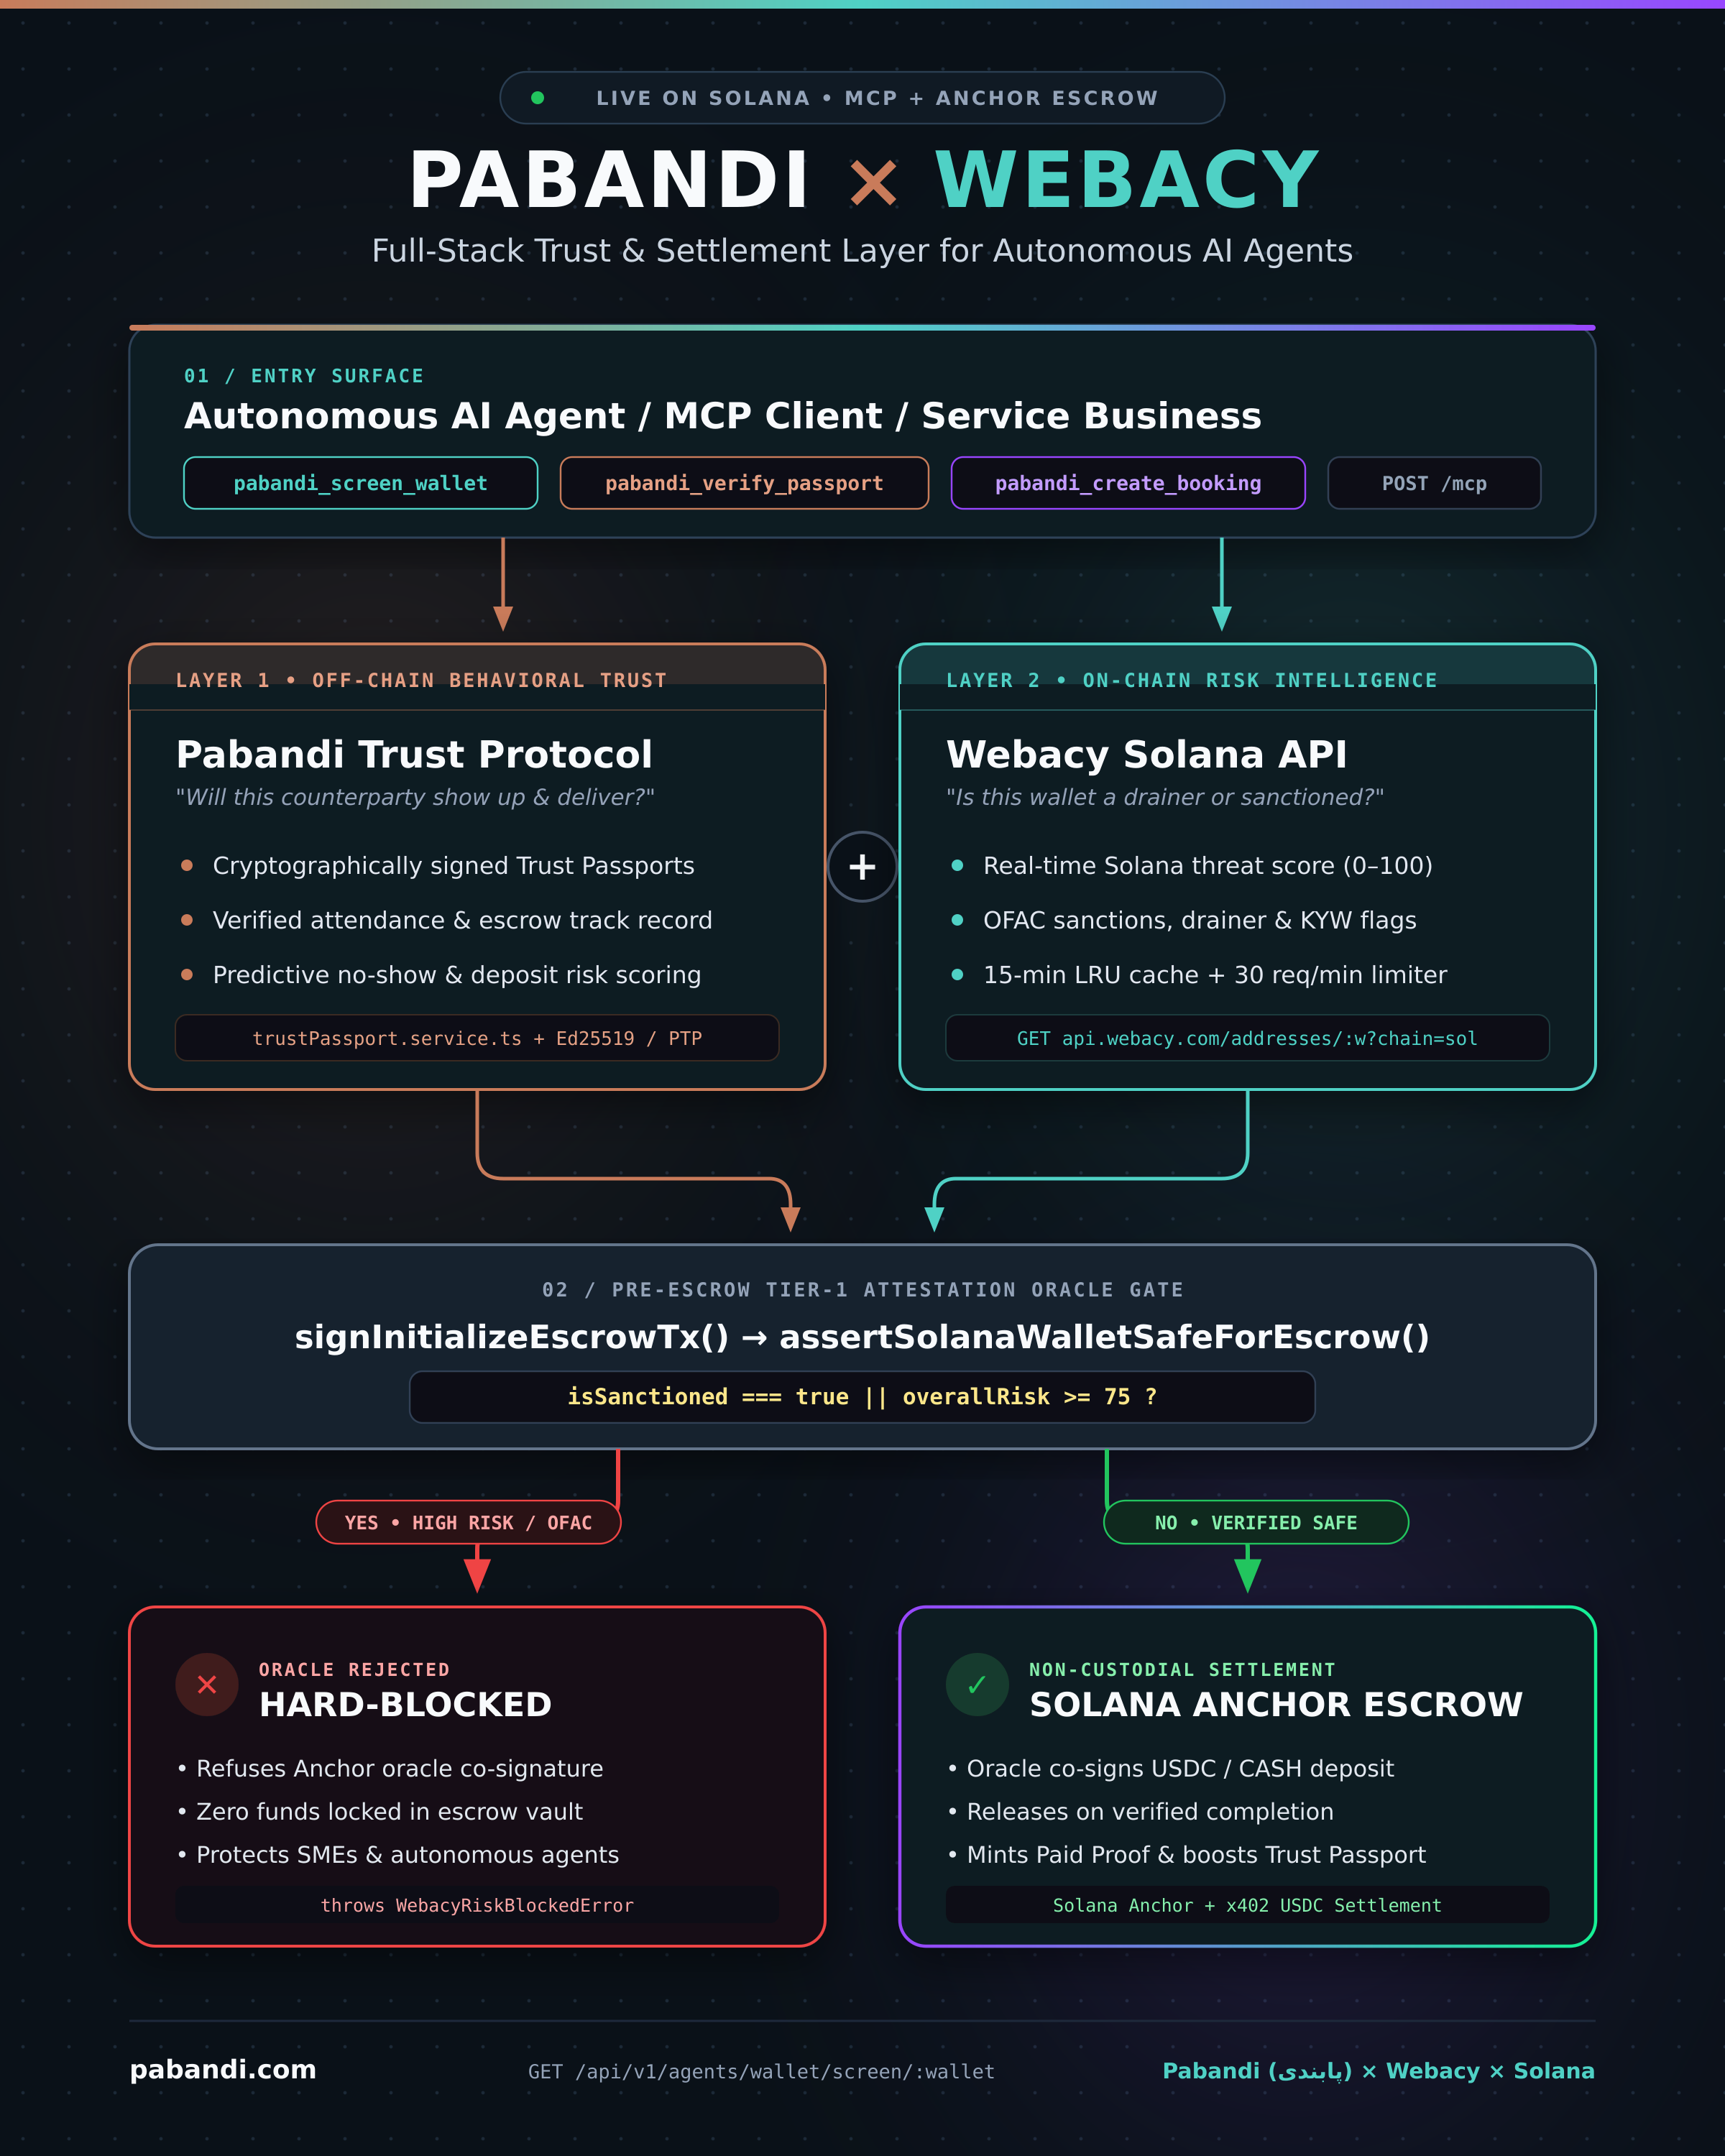 LIVE ON SOLANA • MCP + ANCHOR ESCROW
PABANDI × WEBACY
Full-Stack Trust & Settlement Layer for Autonomous AI Agents
01 / ENTRY SURFACE
Autonomous AI Agent / MCP Client / Service Business
pabandi_screen_wallet
pabandi_verify_passport
pabandi_create_booking
POST /mcp
LAYER 1 • OFF-CHAIN BEHAVIORAL TRUST
Pabandi Trust Protocol
"Will this counterparty show up & deliver?"
Cryptographically signed Trust Passports
Verified attendance & escrow track record
Predictive no-show & deposit risk scoring
trustPassport.service.ts + Ed25519 / PTP
+
LAYER 2 • ON-CHAIN RISK INTELLIGENCE
Webacy Solana API
"Is this wallet a drainer or sanctioned?"
Real-time Solana threat score (0–100)
OFAC sanctions, drainer & KYW flags
15-min LRU cache + 30 req/min limiter
GET api.webacy.com/addresses/:w?chain=sol
02 / PRE-ESCROW TIER-1 ATTESTATION ORACLE GATE
signInitializeEscrowTx() → assertSolanaWalletSafeForEscrow()
isSanctioned === true || overallRisk >= 75 ?
YES • HIGH RISK / OFAC
NO • VERIFIED SAFE
✕
ORACLE REJECTED
HARD-BLOCKED
• Refuses Anchor oracle co-signature
• Zero funds locked in escrow vault
• Protects SMEs & autonomous agents
throws WebacyRiskBlockedError
✓
NON-CUSTODIAL SETTLEMENT
SOLANA ANCHOR ESCROW
• Oracle co-signs USDC / CASH deposit
• Releases on verified completion
• Mints Paid Proof & boosts Trust Passport
Solana Anchor + x402 USDC Settlement
pabandi.com
GET /api/v1/agents/wallet/screen/:wallet
Pabandi (پابندی) × Webacy × Solana